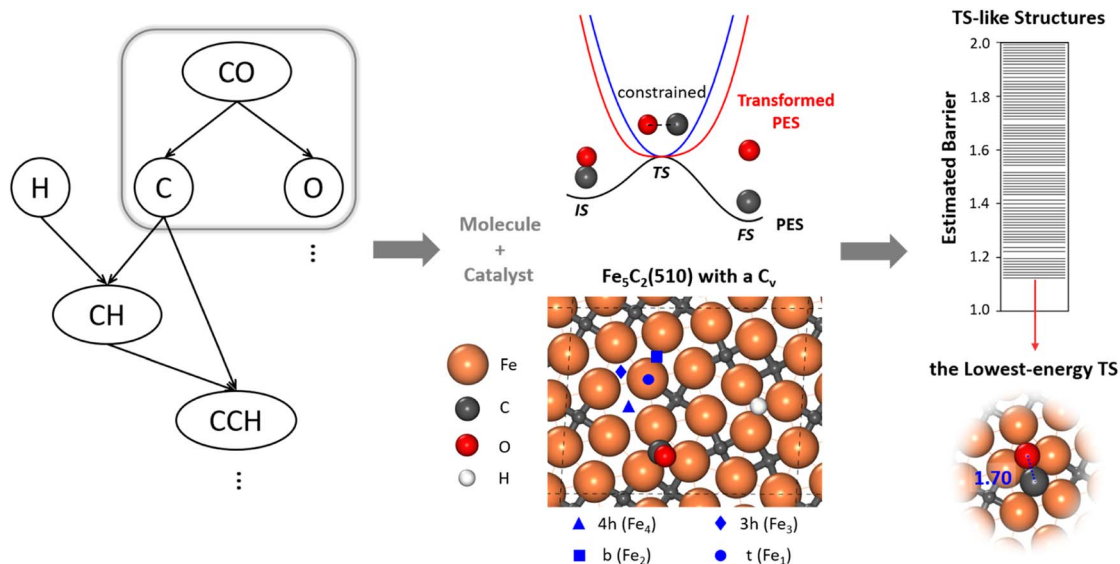 CO
H
C
O
⋮
CH
CCH
⋮
Molecule
+
Catalyst
constrained
Transformed
PES
TS
IS
FS
PES
Fe₅C₂(510) with a Cᵥ
Fe
C
O
H
4h (Fe₄)
3h (Fe₃)
b (Fe₂)
t (Fe₁)
TS-like Structures
Estimated Barrier
2.0
1.8
1.6
1.4
1.2
1.0
the Lowest-energy TS
1.70